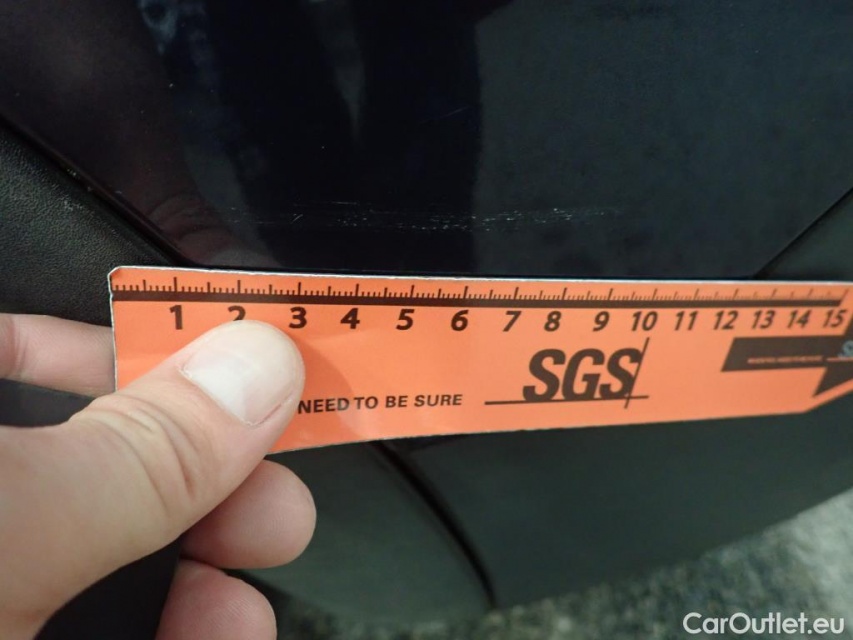 1 2 3 4 5 6 7 8 9 10 11 12 13 14 15
SGS
NEED TO BE SURE
CarOutlet.eu